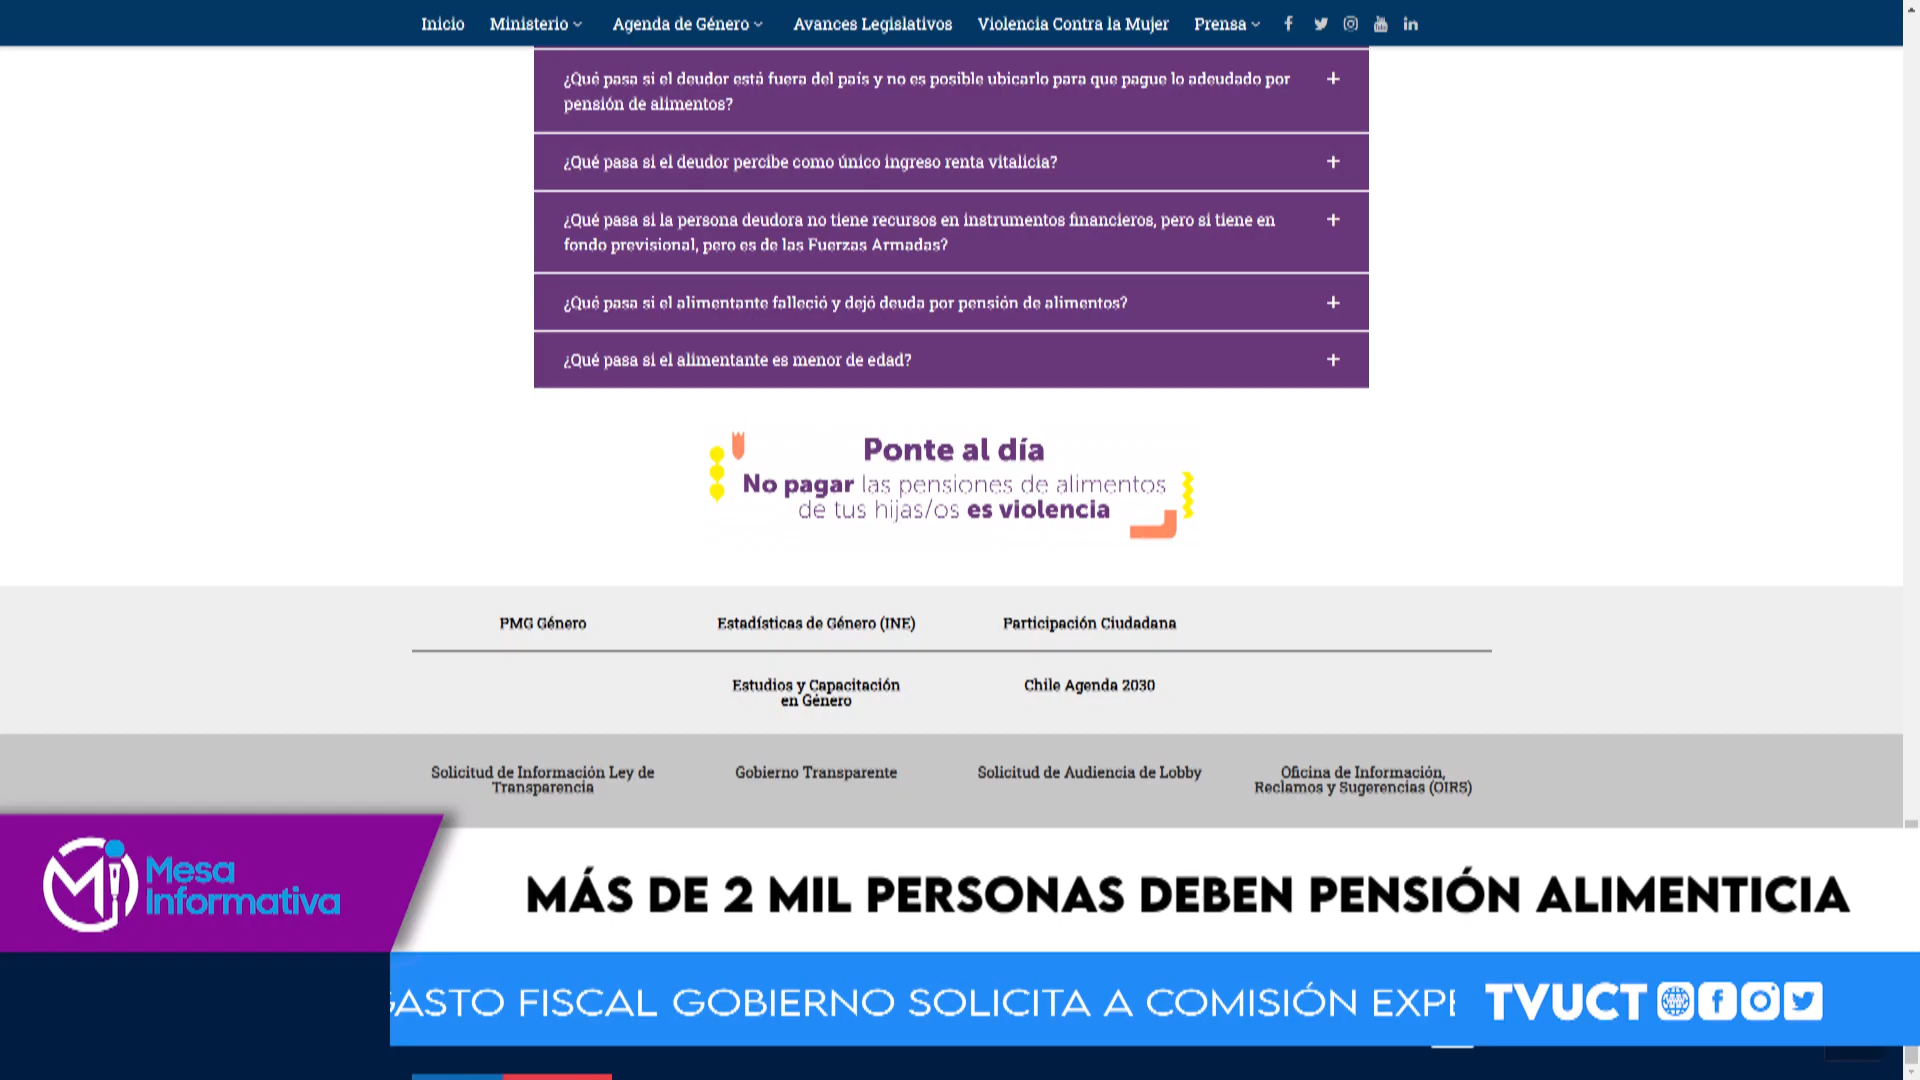 Inicio Ministerio Agenda de Género Avances Legislativos Violencia Contra la Mujer Prensa
¿Qué pasa si el deudor está fuera del país y no es posible ubicarlo para que pague lo adeudado por
pensión de alimentos?
¿Qué pasa si el deudor percibe como único ingreso renta vitalicia?
¿Qué pasa si la persona deudora no tiene recursos en instrumentos financieros, pero si tiene en
fondo previsional, pero es de las Fuerzas Armadas?
¿Qué pasa si el alimentante falleció y dejó deuda por pensión de alimentos?
¿Qué pasa si el alimentante es menor de edad?
Ponte al día
No pagar las pensiones de alimentos
de tus hijas/os es violencia
PMG Género Estadísticas de Género (INE) Participación Ciudadana
Estudios y Capacitación
en Género
Chile Agenda 2030
Solicitud de Información Ley de
Transparencia
Gobierno Transparente
Solicitud de Audiencia de Lobby
Oficina de Información,
Reclamos y Sugerencias (OIRS)
Mesa
Informativa
MÁS DE 2 MIL PERSONAS DEBEN PENSIÓN ALIMENTICIA
GASTO FISCAL GOBIERNO SOLICITA A COMISIÓN
TVUCT